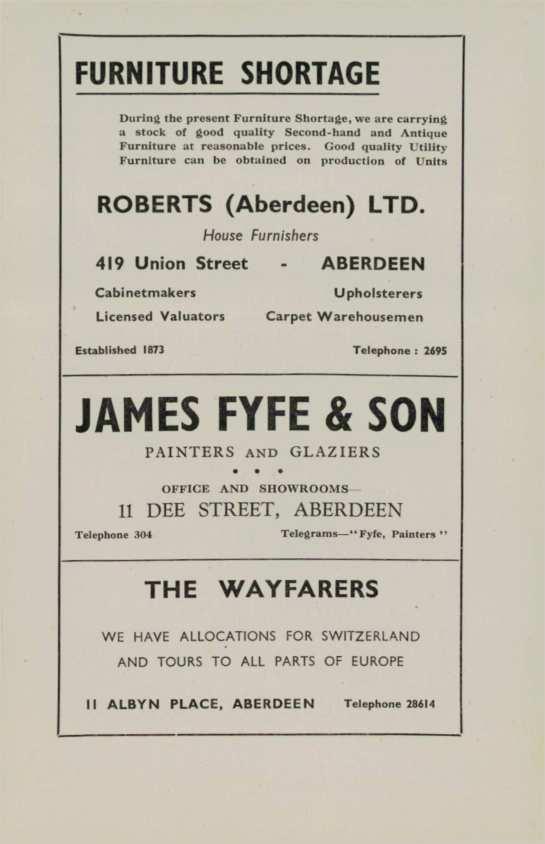 FURNITURE SHORTAGE
During the present Furniture Shortage, we are carrying
a stock of good quality Second-hand and Antique
Furniture at reasonable prices. Good quality Utility
Furniture can be obtained on production of Units
ROBERTS (Aberdeen) LTD.
House Furnishers
419 Union Street - ABERDEEN
Cabinetmakers Upholsterers
Licensed Valuators Carpet Warehousemen
Established 1873 Telephone : 2695
JAMES FYFE & SON
PAINTERS AND GLAZIERS
• • •
OFFICE AND SHOWROOMS—
11 DEE STREET, ABERDEEN
Telephone 304 Telegrams—"Fyfe, Painters"
THE WAYFARERS
WE HAVE ALLOCATIONS FOR SWITZERLAND
AND TOURS TO ALL PARTS OF EUROPE
11 ALBYN PLACE, ABERDEEN Telephone 28614